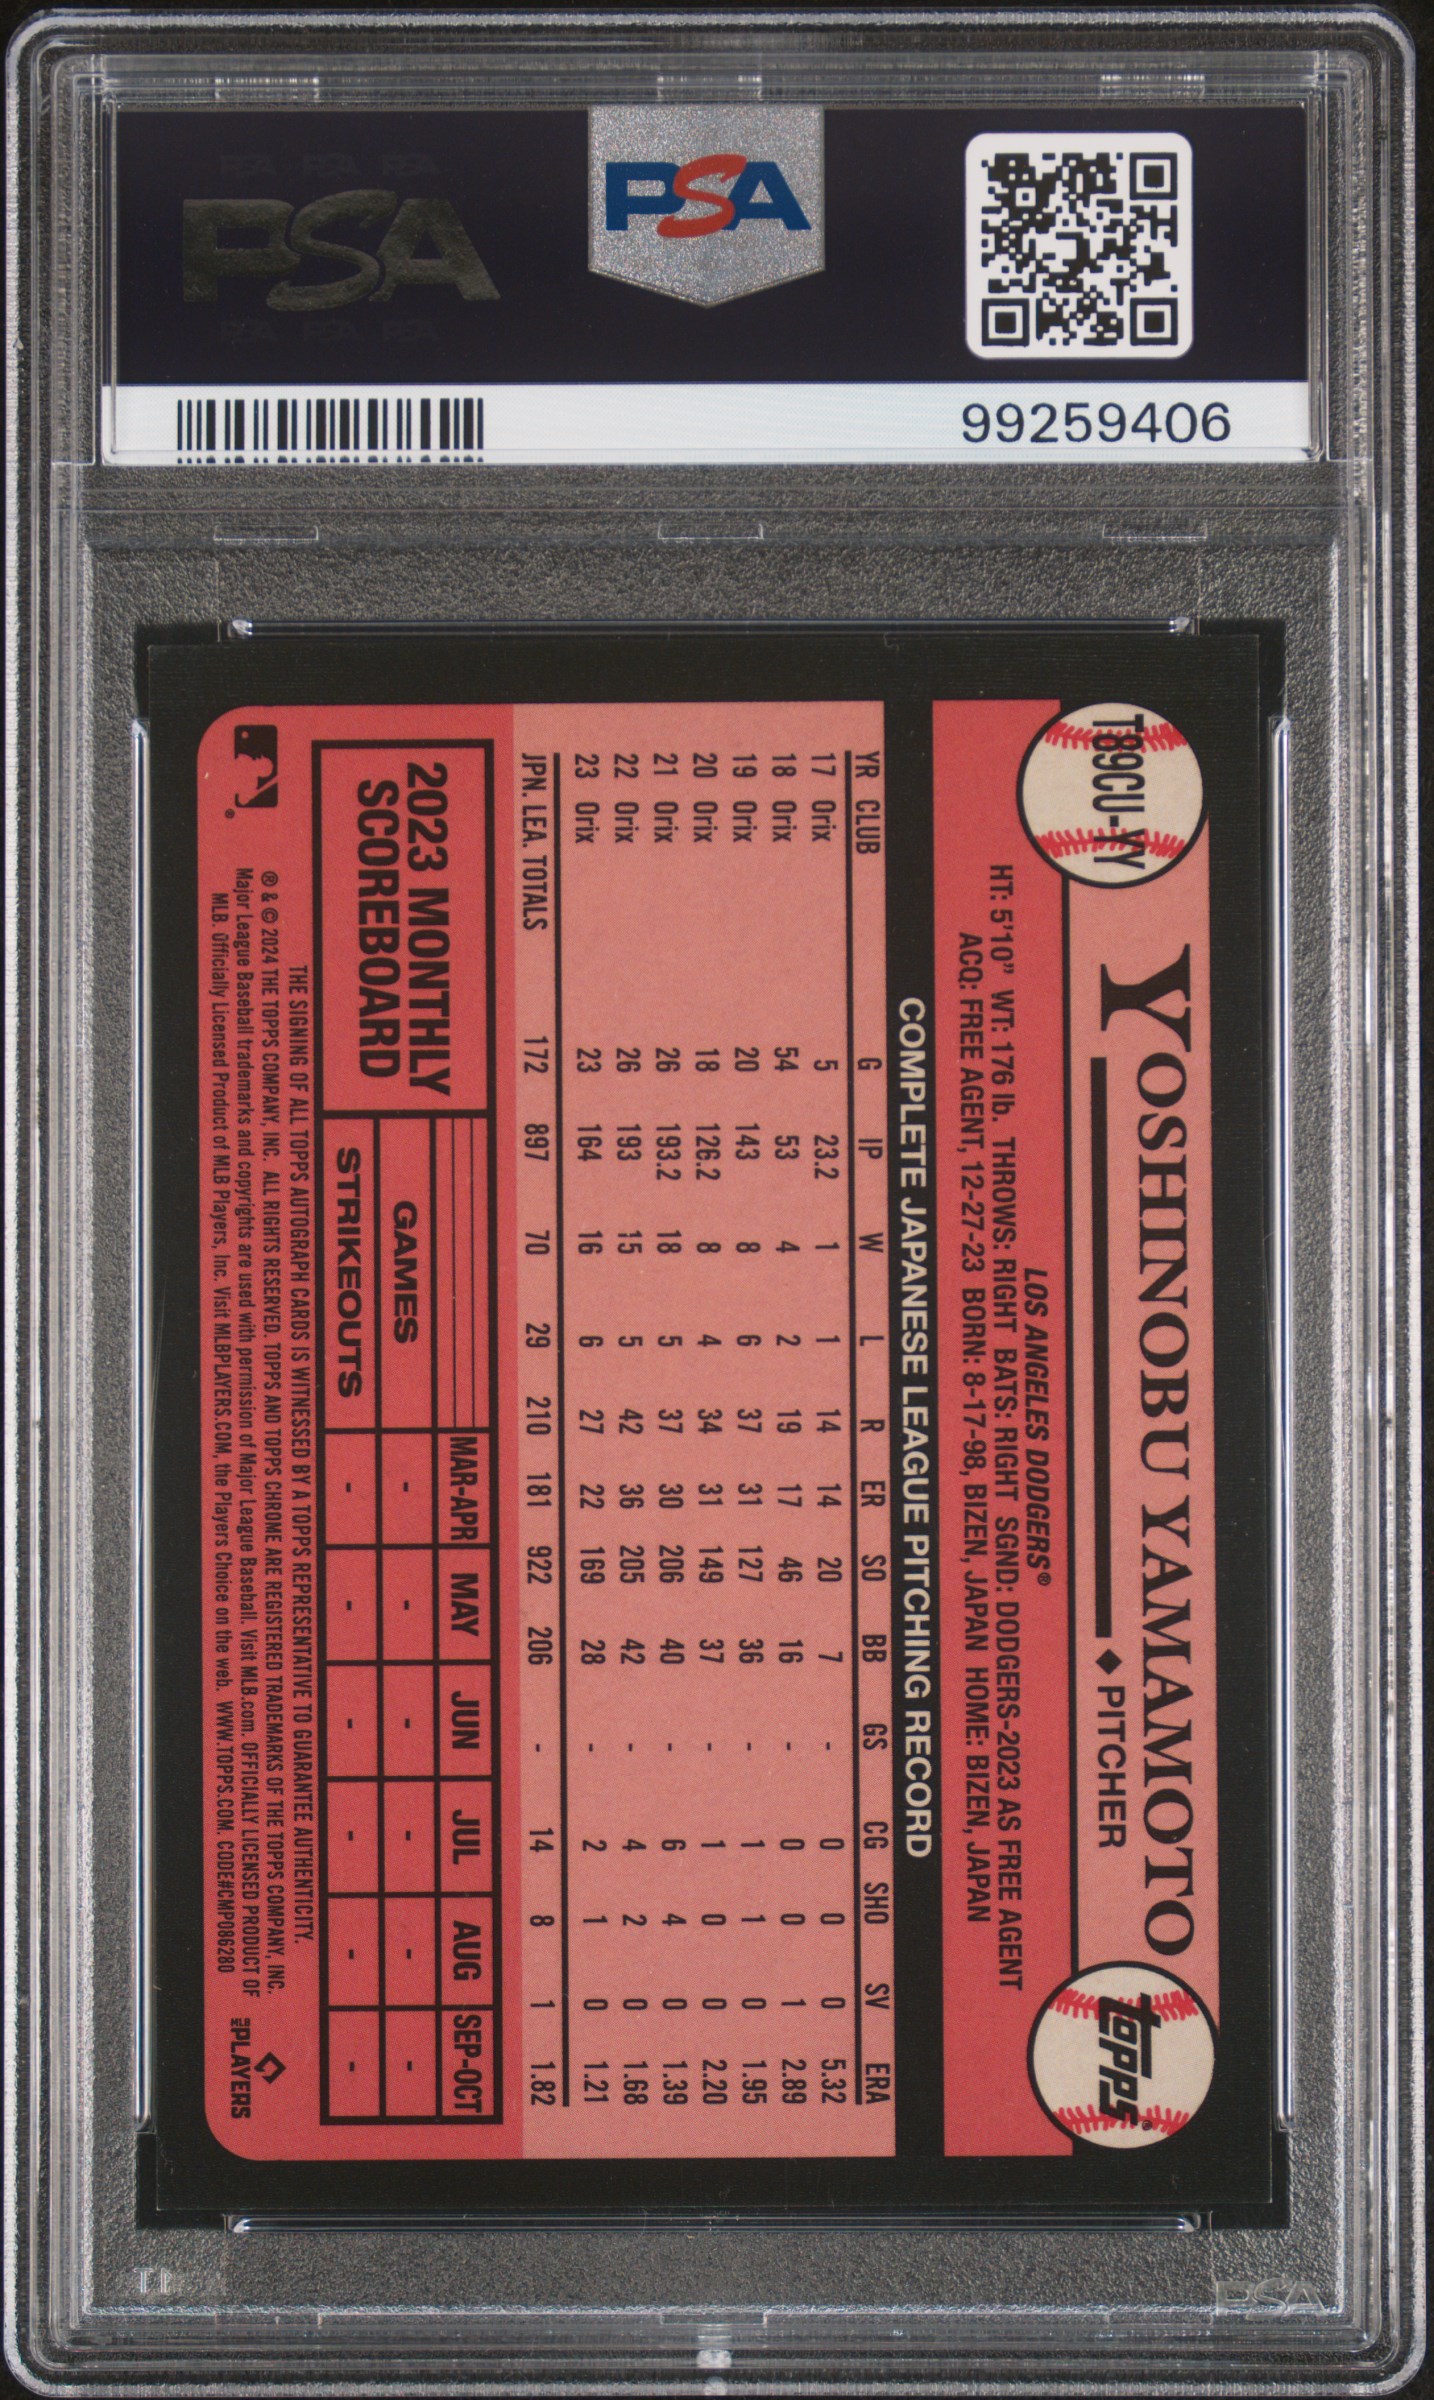 PSA PSA PSA
PSA
PSA PSA PSA
PSA
99259406
T89CU-YY
YOSHINOBU YAMAMOTO
♦ PITCHER
topps®
LOS ANGELES DODGERS®
HT: 5'10" WT: 176 lb. THROWS: RIGHT BATS: RIGHT SGND: DODGERS-2023 AS FREE AGENT
ACQ: FREE AGENT, 12-27-23 BORN: 8-17-98, BIZEN, JAPAN HOME: BIZEN, JAPAN
COMPLETE JAPANESE LEAGUE PITCHING RECORD
YR CLUB G IP W L R ER SO BB GS CG SHO SV ERA
17 Orix 5 23.2 1 1 14 14 20 7 - 0 0 0 5.32
18 Orix 54 53 4 2 19 17 46 16 - 0 0 1 2.89
19 Orix 20 143 8 6 37 31 127 36 - 1 1 0 1.95
20 Orix 18 126.2 8 4 34 31 149 37 - 1 0 0 2.20
21 Orix 26 193.2 18 5 37 30 206 40 - 6 4 0 1.39
22 Orix 26 193 15 5 42 36 205 42 - 4 2 0 1.68
23 Orix 23 164 16 6 27 22 169 28 - 2 1 0 1.21
JPN. LEA. TOTALS 172 897 70 29 210 181 922 206 - 14 8 1 1.82
2023 MONTHLY
SCOREBOARD
MAR-APR MAY JUN JUL AUG SEP-OCT
GAMES - - - - - -
STRIKEOUTS - - - - - -
THE SIGNING OF ALL TOPPS AUTOGRAPH CARDS IS WITNESSED BY A TOPPS REPRESENTATIVE TO GUARANTEE AUTHENTICITY.
® & © 2024 THE TOPPS COMPANY, INC. ALL RIGHTS RESERVED. TOPPS AND TOPPS CHROME ARE REGISTERED TRADEMARKS OF THE TOPPS COMPANY, INC.
Major League Baseball trademarks and copyrights are used with permission of Major League Baseball. Visit MLB.com. OFFICIALLY LICENSED PRODUCT OF
MLB. Officially Licensed Product of MLB Players, Inc. Visit MLBPLAYERS.COM, the Players Choice on the web. WWW.TOPPS.COM. CODE#CMP086280
MLB PLAYERS
PSA